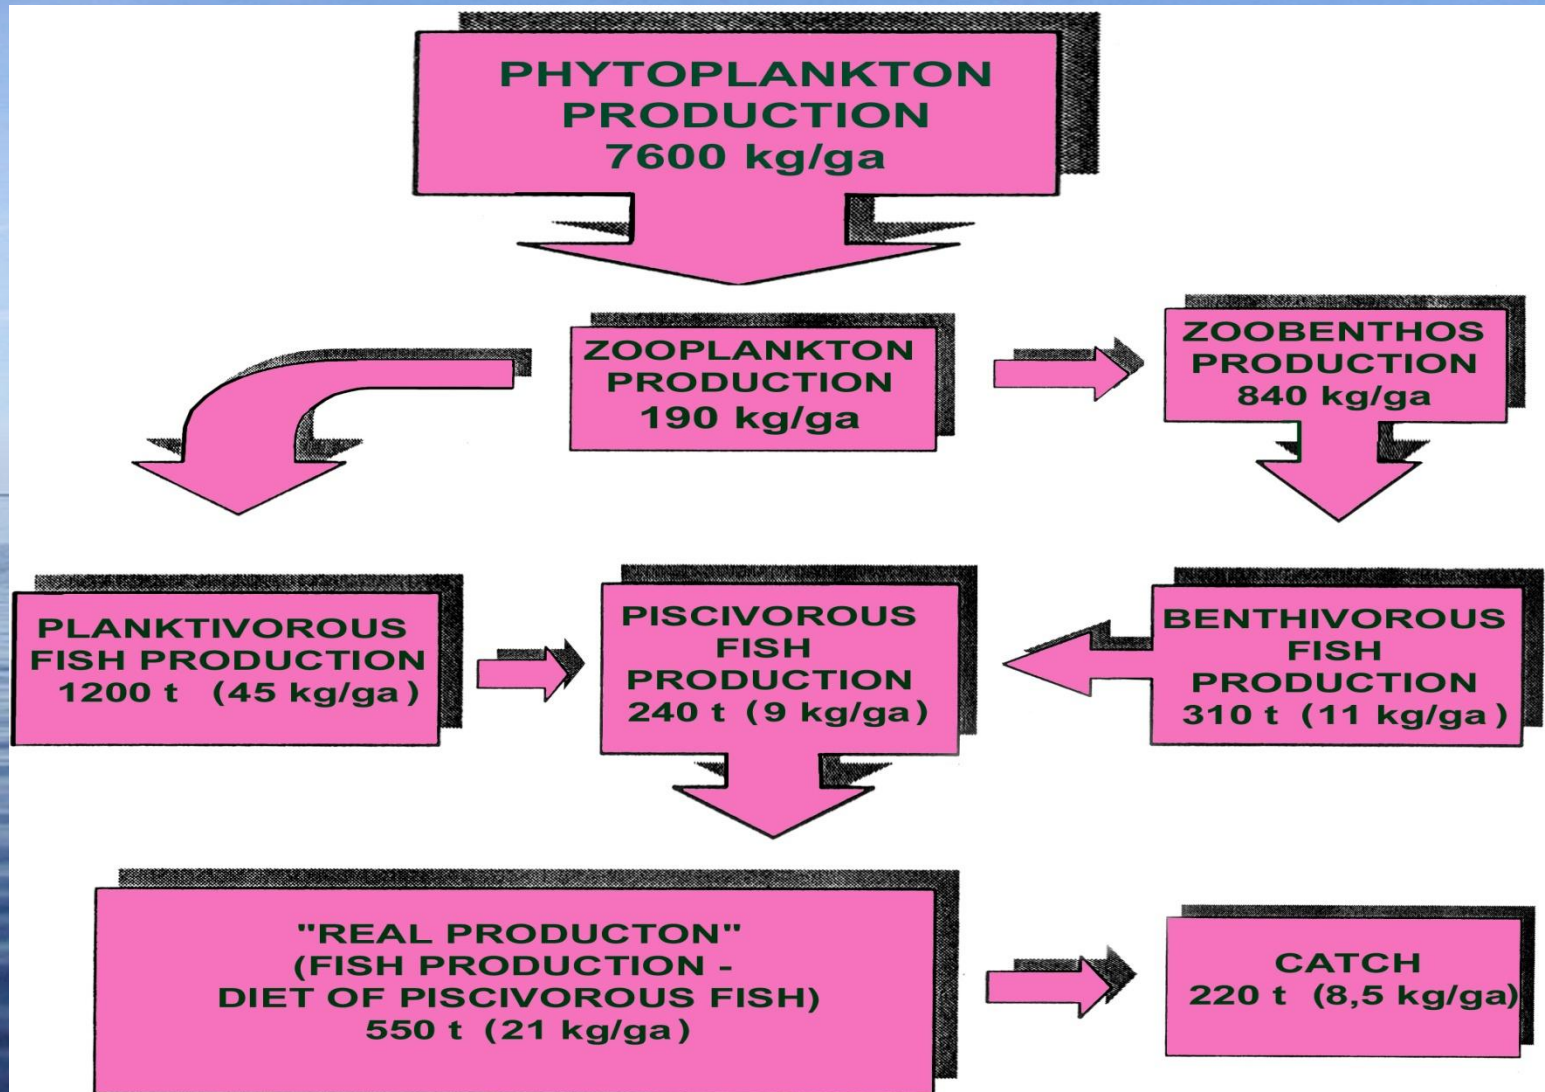 PHYTOPLANKTON
PRODUCTION
7600 kg/ga
ZOOPLANKTON
PRODUCTION
190 kg/ga
ZOOBENTHOS
PRODUCTION
840 kg/ga
PLANKTIVOROUS
FISH PRODUCTION
1200 t (45 kg/ga)
PISCIVOROUS
FISH
PRODUCTION
240 t (9 kg/ga)
BENTHIVOROUS
FISH
PRODUCTION
310 t (11 kg/ga)
"REAL PRODUCTON"
(FISH PRODUCTION -
DIET OF PISCIVOROUS FISH)
550 t (21 kg/ga)
CATCH
220 t (8,5 kg/ga)